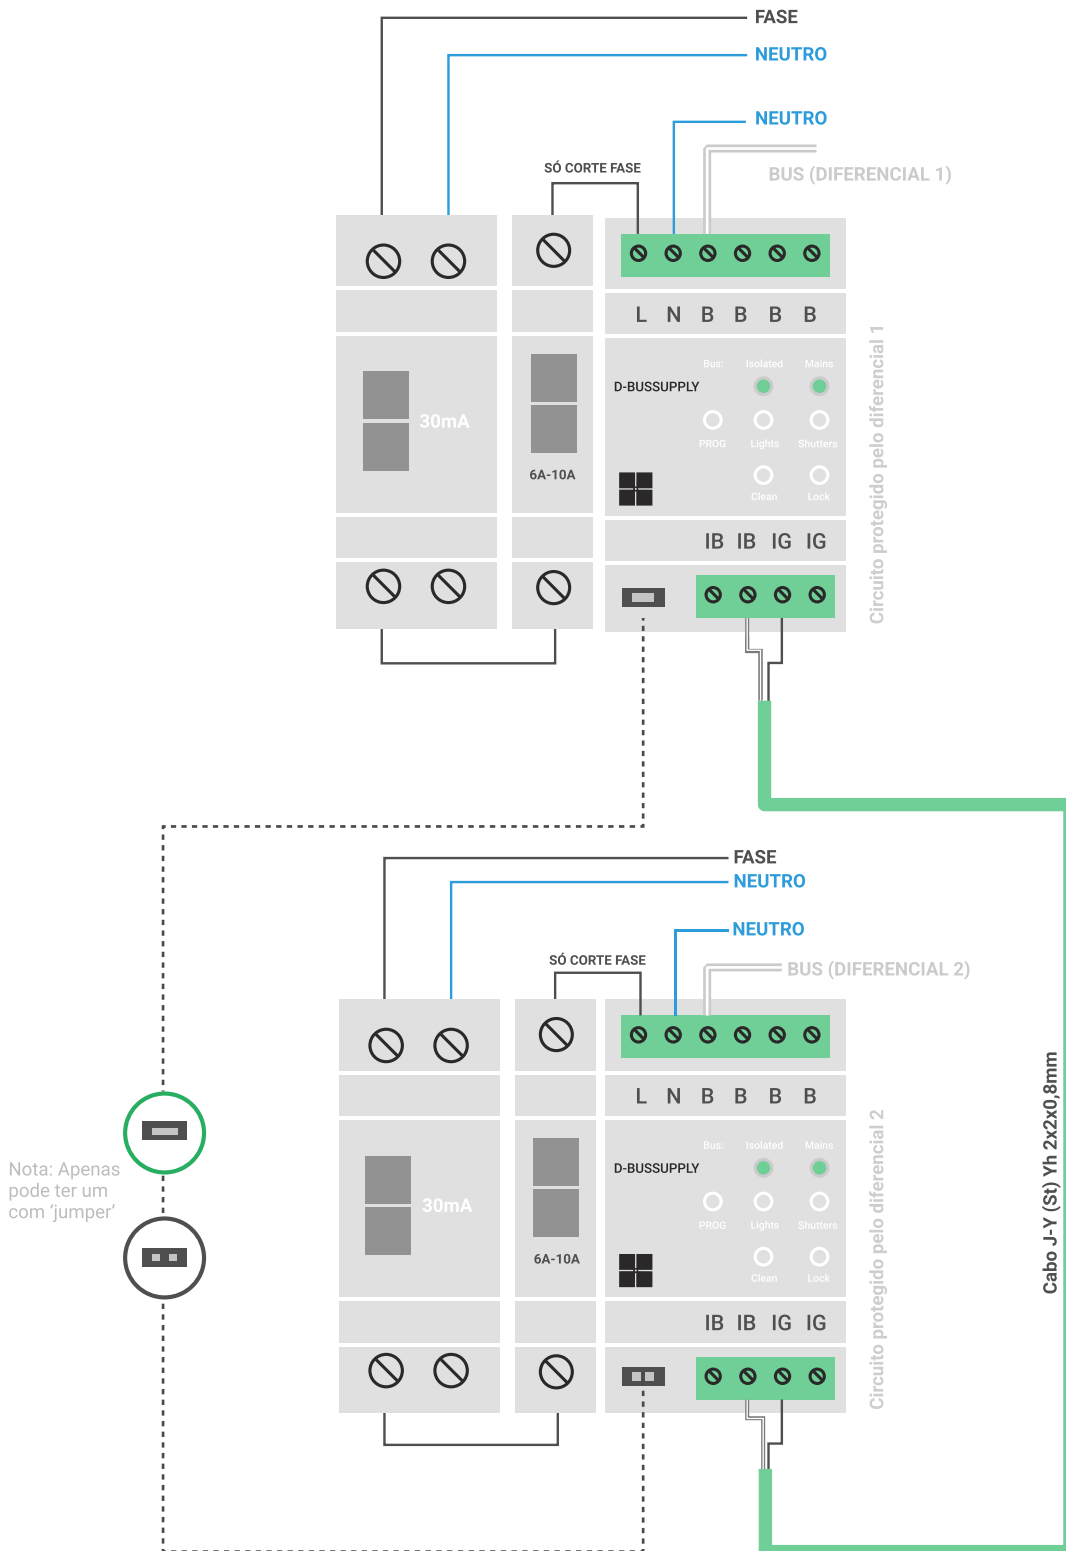 FASE
NEUTRO
NEUTRO
SÓ CORTE FASE
BUS (DIFERENCIAL 1)
L N B B B B
Bus: Isolated Mains
D-BUSSUPPLY
30mA
PROG Lights Shutters
6A-10A
Clean Lock
IB IB IG IG
Circuito protegido pelo diferencial 1
FASE
NEUTRO
NEUTRO
SÓ CORTE FASE
BUS (DIFERENCIAL 2)
L N B B B B
Bus: Isolated Mains
D-BUSSUPPLY
30mA
PROG Lights Shutters
6A-10A
Clean Lock
IB IB IG IG
Circuito protegido pelo diferencial 2
Nota: Apenas
pode ter um
com ‘jumper’
Cabo J-Y (St) Yh 2x2x0,8mm